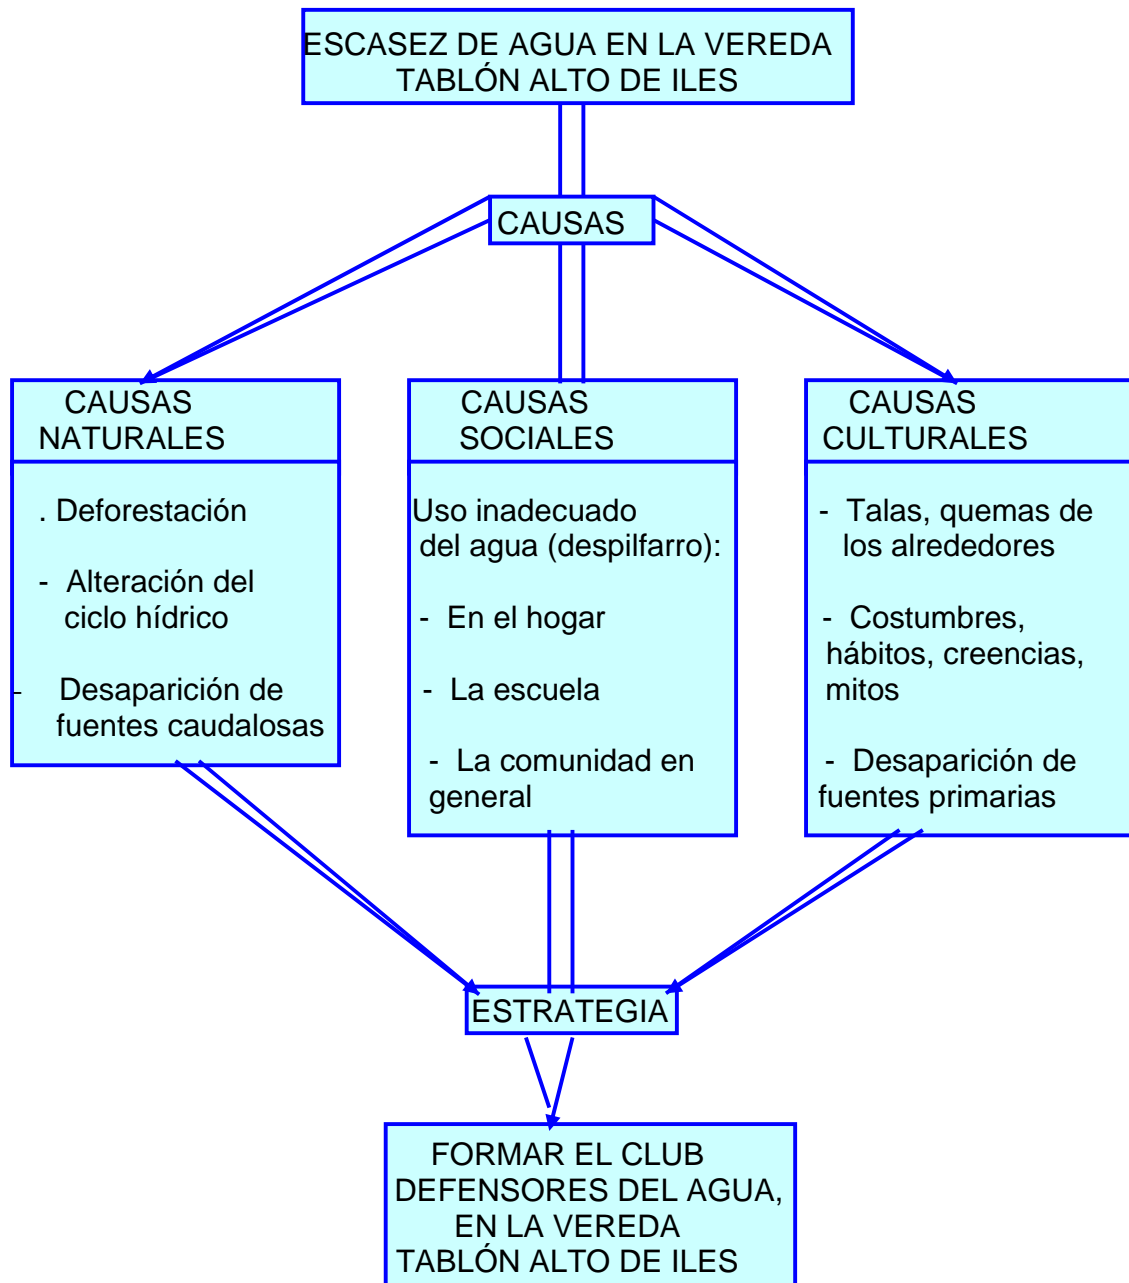 ESCASEZ DE AGUA EN LA VEREDA
TABLÓN ALTO DE ILES
CAUSAS
CAUSAS
NATURALES
. Deforestación
- Alteración del
ciclo hídrico
- Desaparición de
fuentes caudalosas
CAUSAS
SOCIALES
Uso inadecuado
del agua (despilfarro):
- En el hogar
- La escuela
- La comunidad en
general
CAUSAS
CULTURALES
- Talas, quemas de
los alrededores
- Costumbres,
hábitos, creencias,
mitos
- Desaparición de
fuentes primarias
ESTRATEGIA
FORMAR EL CLUB
DEFENSORES DEL AGUA,
EN LA VEREDA
TABLÓN ALTO DE ILES